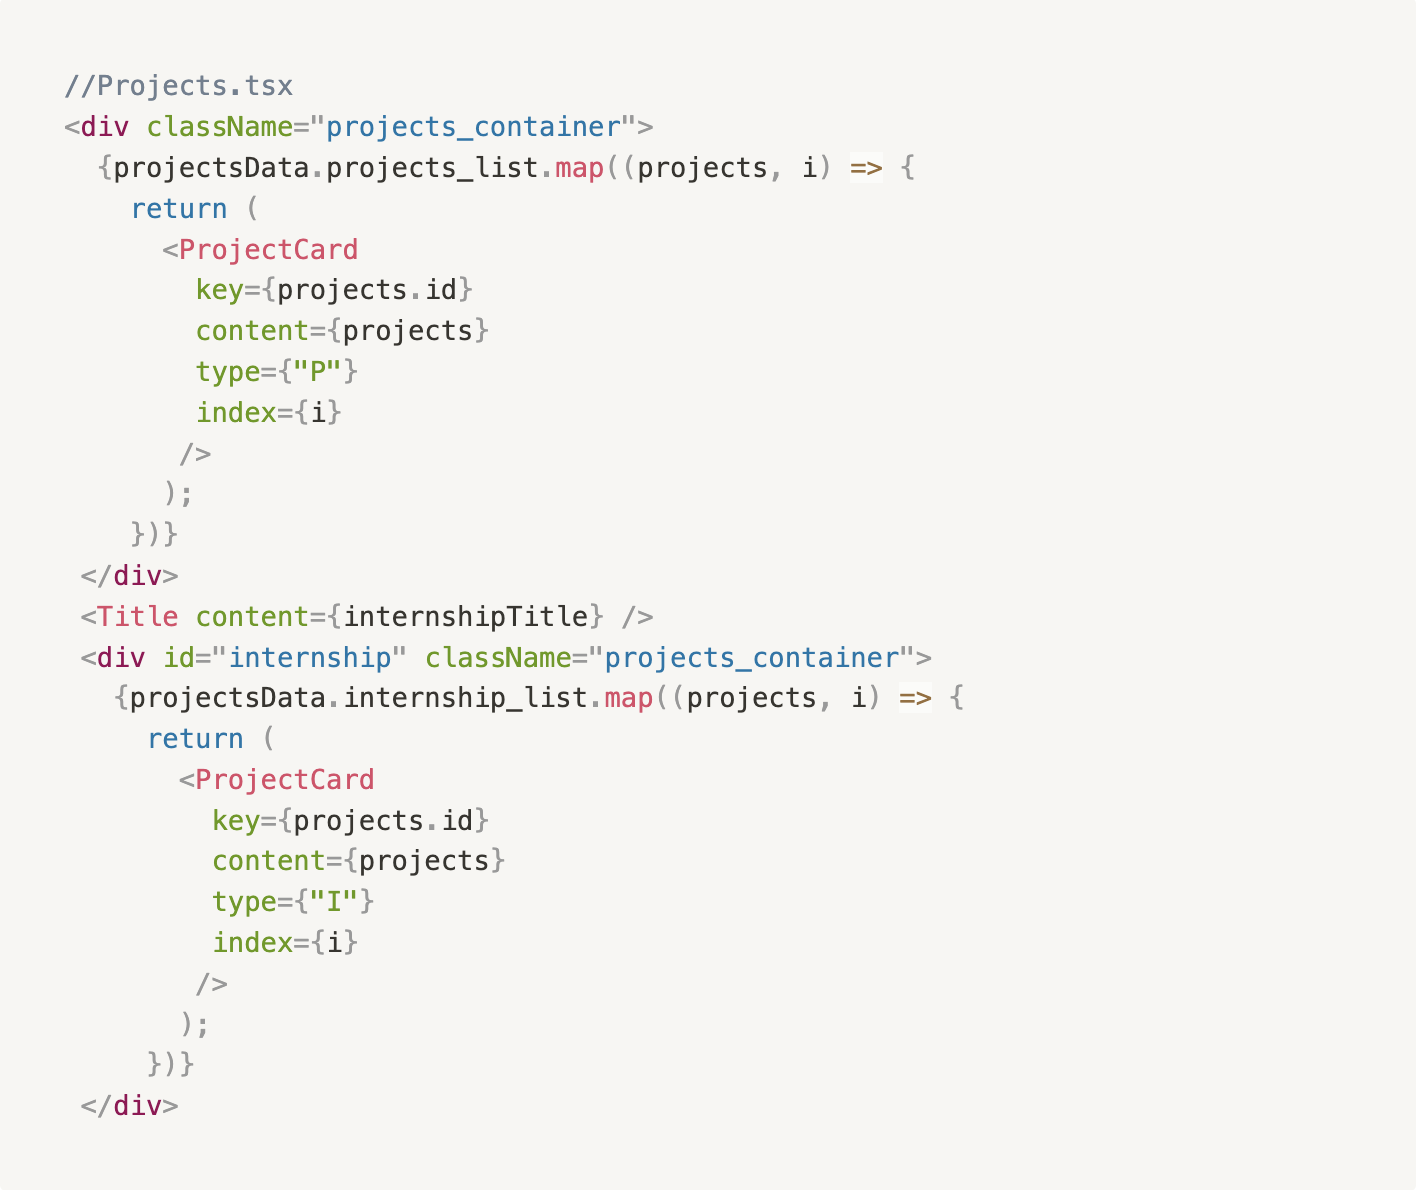 //Projects.tsx
<div className="projects_container">
  {projectsData.projects_list.map((projects, i) => {
    return (
      <ProjectCard
        key={projects.id}
        content={projects}
        type={"P"}
        index={i}
       />
      );
    })}
 </div>
 <Title content={internshipTitle} />
 <div id="internship" className="projects_container">
   {projectsData.internship_list.map((projects, i) => {
     return (
       <ProjectCard
         key={projects.id}
         content={projects}
         type={"I"}
         index={i}
        />
       );
     })}
 </div>